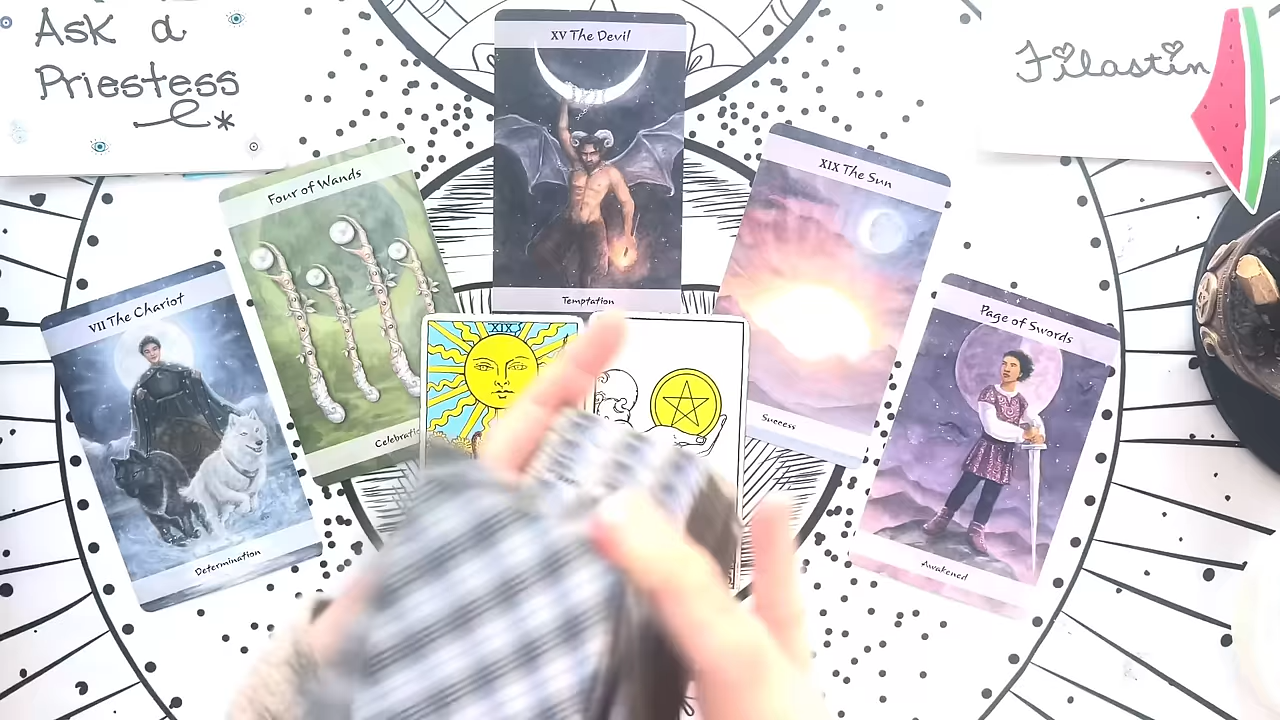 Ask a
Priestess
Filastin
XV The Devil
Temptation
Four of Wands
Celebratio
XIX The Sun
Success
VII The Chariot
Determination
Page of Swords
Awakened
XIX